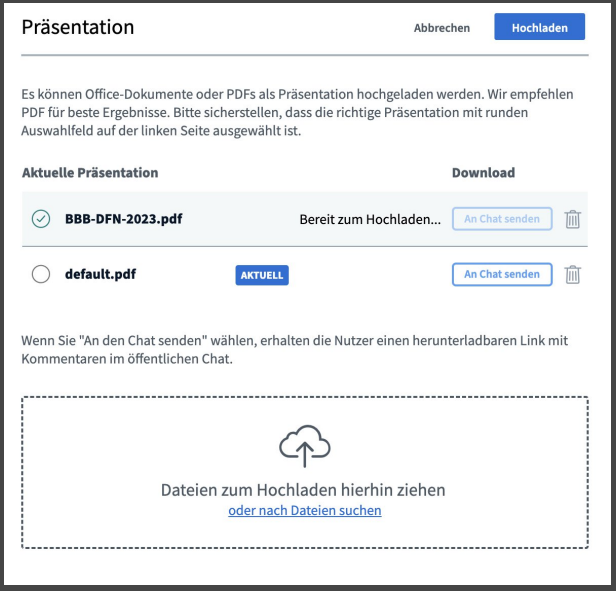 Präsentation
Abbrechen
Hochladen
Es können Office-Dokumente oder PDFs als Präsentation hochgeladen werden. Wir empfehlen
PDF für beste Ergebnisse. Bitte sicherstellen, dass die richtige Präsentation mit runden
Auswahlfeld auf der linken Seite ausgewählt ist.
Aktuelle Präsentation
Download
BBB-DFN-2023.pdf
Bereit zum Hochladen...
An Chat senden
default.pdf
AKTUELL
An Chat senden
Wenn Sie "An den Chat senden" wählen, erhalten die Nutzer einen herunterladbaren Link mit
Kommentaren im öffentlichen Chat.
Dateien zum Hochladen hierhin ziehen
oder nach Dateien suchen